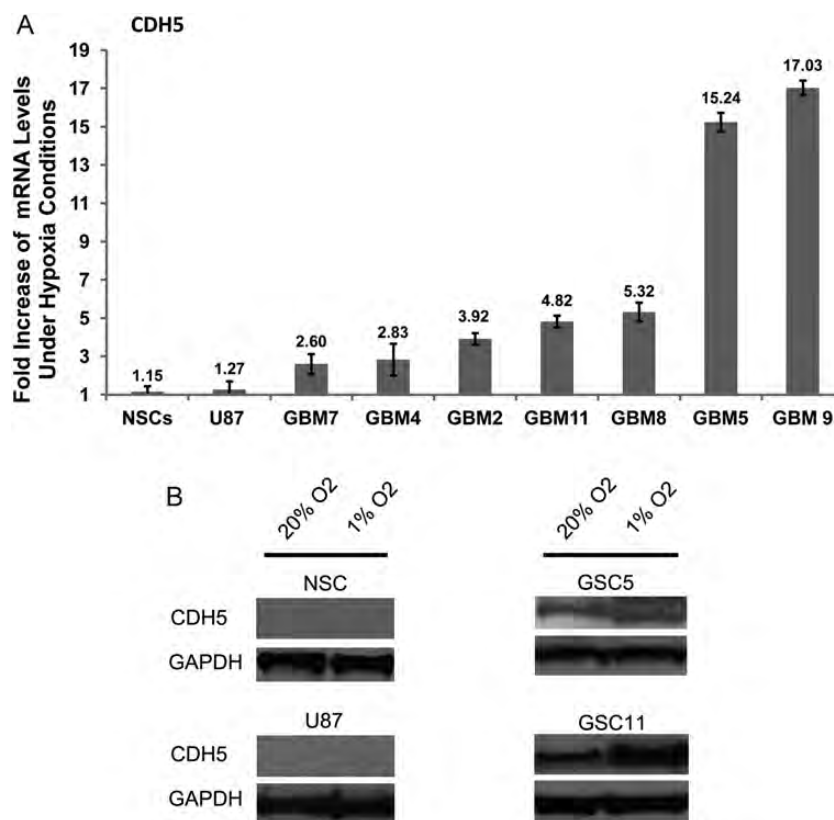 A
CDH5
Fold Increase of mRNA Levels
Under Hypoxia Conditions
19
17
15
13
11
9
7
5
3
1
1.15
1.27
2.60
2.83
3.92
4.82
5.32
15.24
17.03
NSCs U87 GBM7 GBM4 GBM2 GBM11 GBM8 GBM5 GBM 9
B
20% O2 1% O2 20% O2 1% O2
NSC GSC5
CDH5
GAPDH
U87 GSC11
CDH5
GAPDH